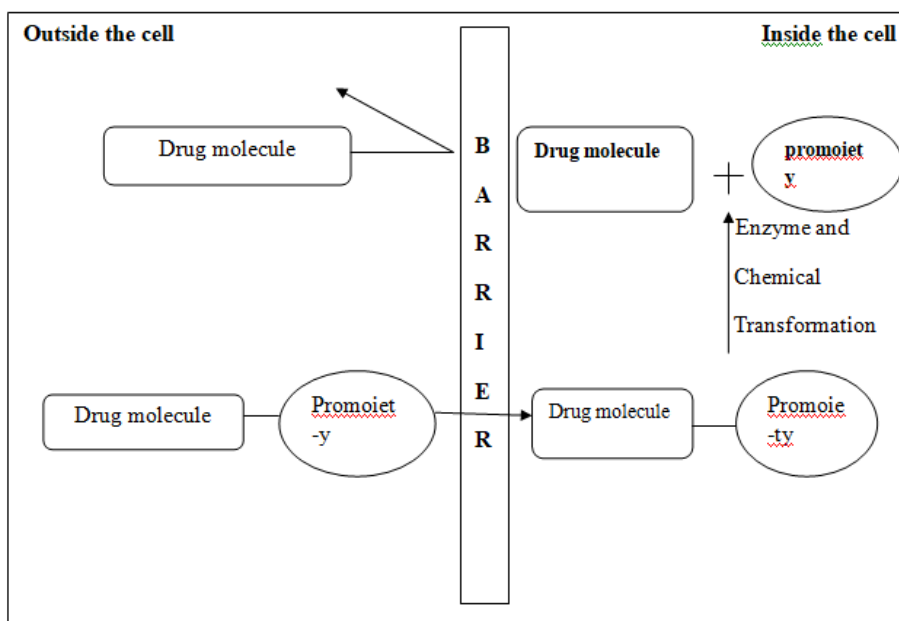 Outside the cell
Inside the cell
Drug molecule
B
A
R
R
I
E
R
Drug molecule
promoiet
y
Enzyme and
Chemical
Transformation
Drug molecule
Promoiet
-y
Drug molecule
Promoie
-ty